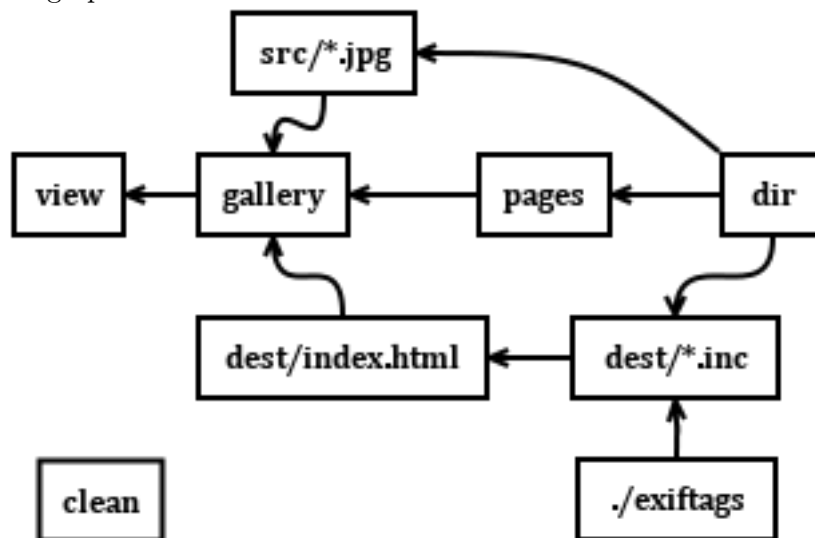 src/*.jpg
view
gallery
pages
dir
dest/index.html
dest/*.inc
clean
./exiftags